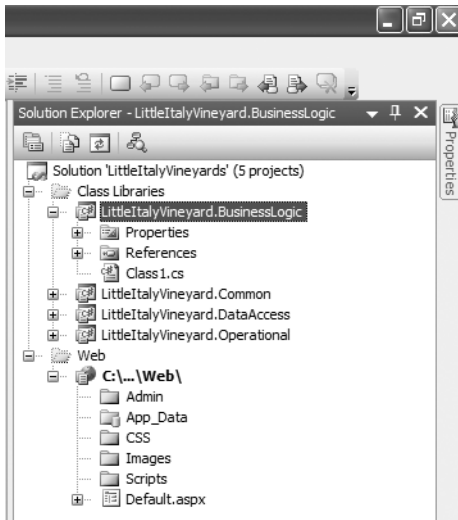 Solution Explorer - LittleItalyVineyard.BusinessLogic
Properties
Solution 'LittleItalyVineyards' (5 projects)
Class Libraries
LittleItalyVineyard.BusinessLogic
Properties
References
Class1.cs
LittleItalyVineyard.Common
LittleItalyVineyard.DataAccess
LittleItalyVineyard.Operational
Web
C:\...\Web\
Admin
App_Data
CSS
Images
Scripts
Default.aspx